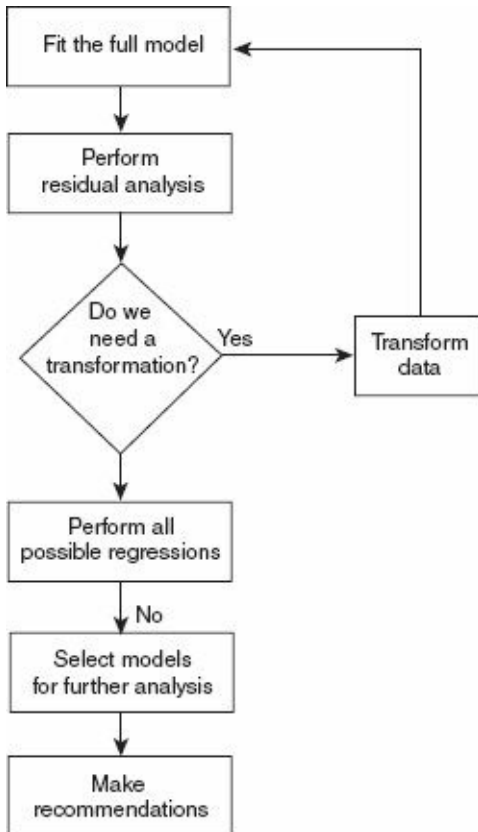 Fit the full model
Perform
residual analysis
Do we
need a
transformation?
Yes
Transform
data
Perform all
possible regressions
No
Select models
for further analysis
Make
recommendations